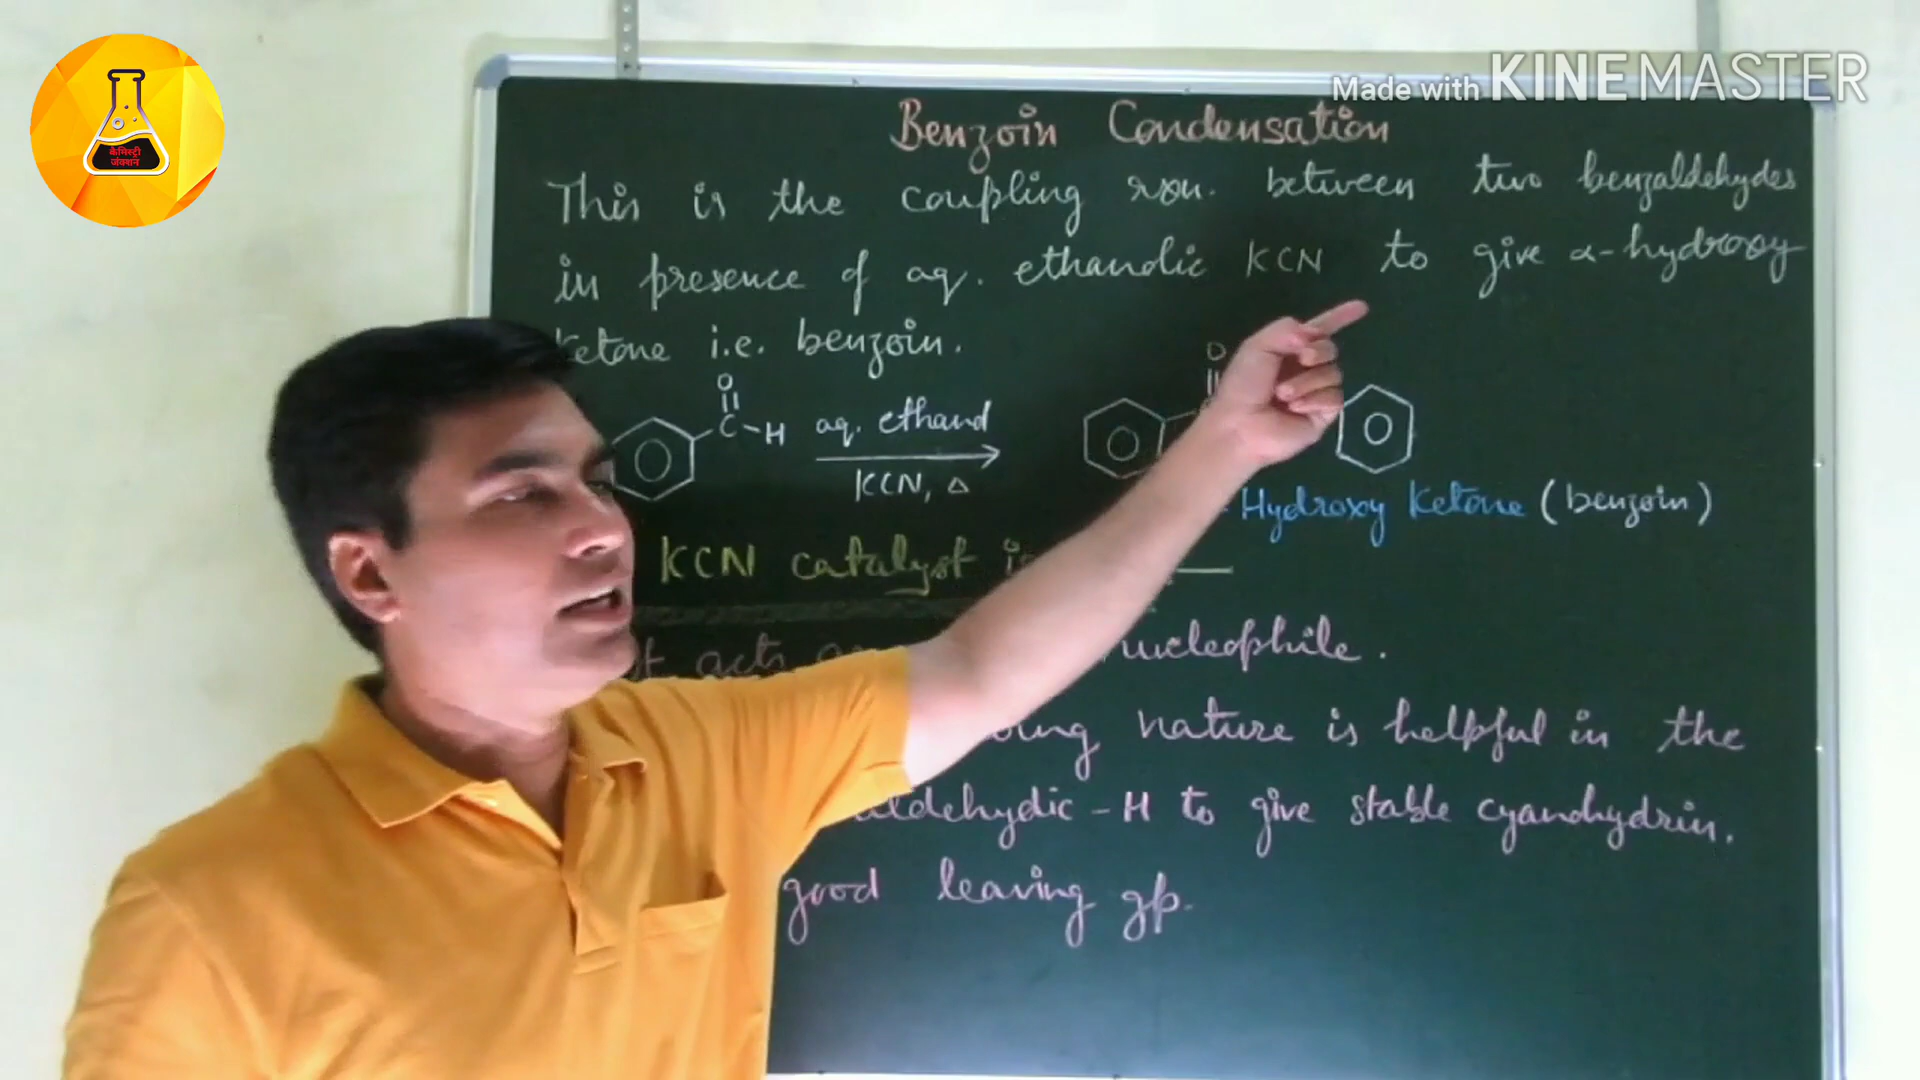 केमिस्ट्री
जंक्शन
Made with KINEMASTER
Benzoin Condensation
This is the coupling rxn. between two benzaldehydes
in presence of aq. ethanolic KCN to give α-hydroxy
ketone i.e. benzoin.
O
C-H
aq. ethanol
KCN, Δ
O
Hydroxy Ketone (benzoin)
KCN catalyst
acts nucleophile.
nature is helpful in the
aldehydic-H to give stable cyanohydrin.
good leaving gp.